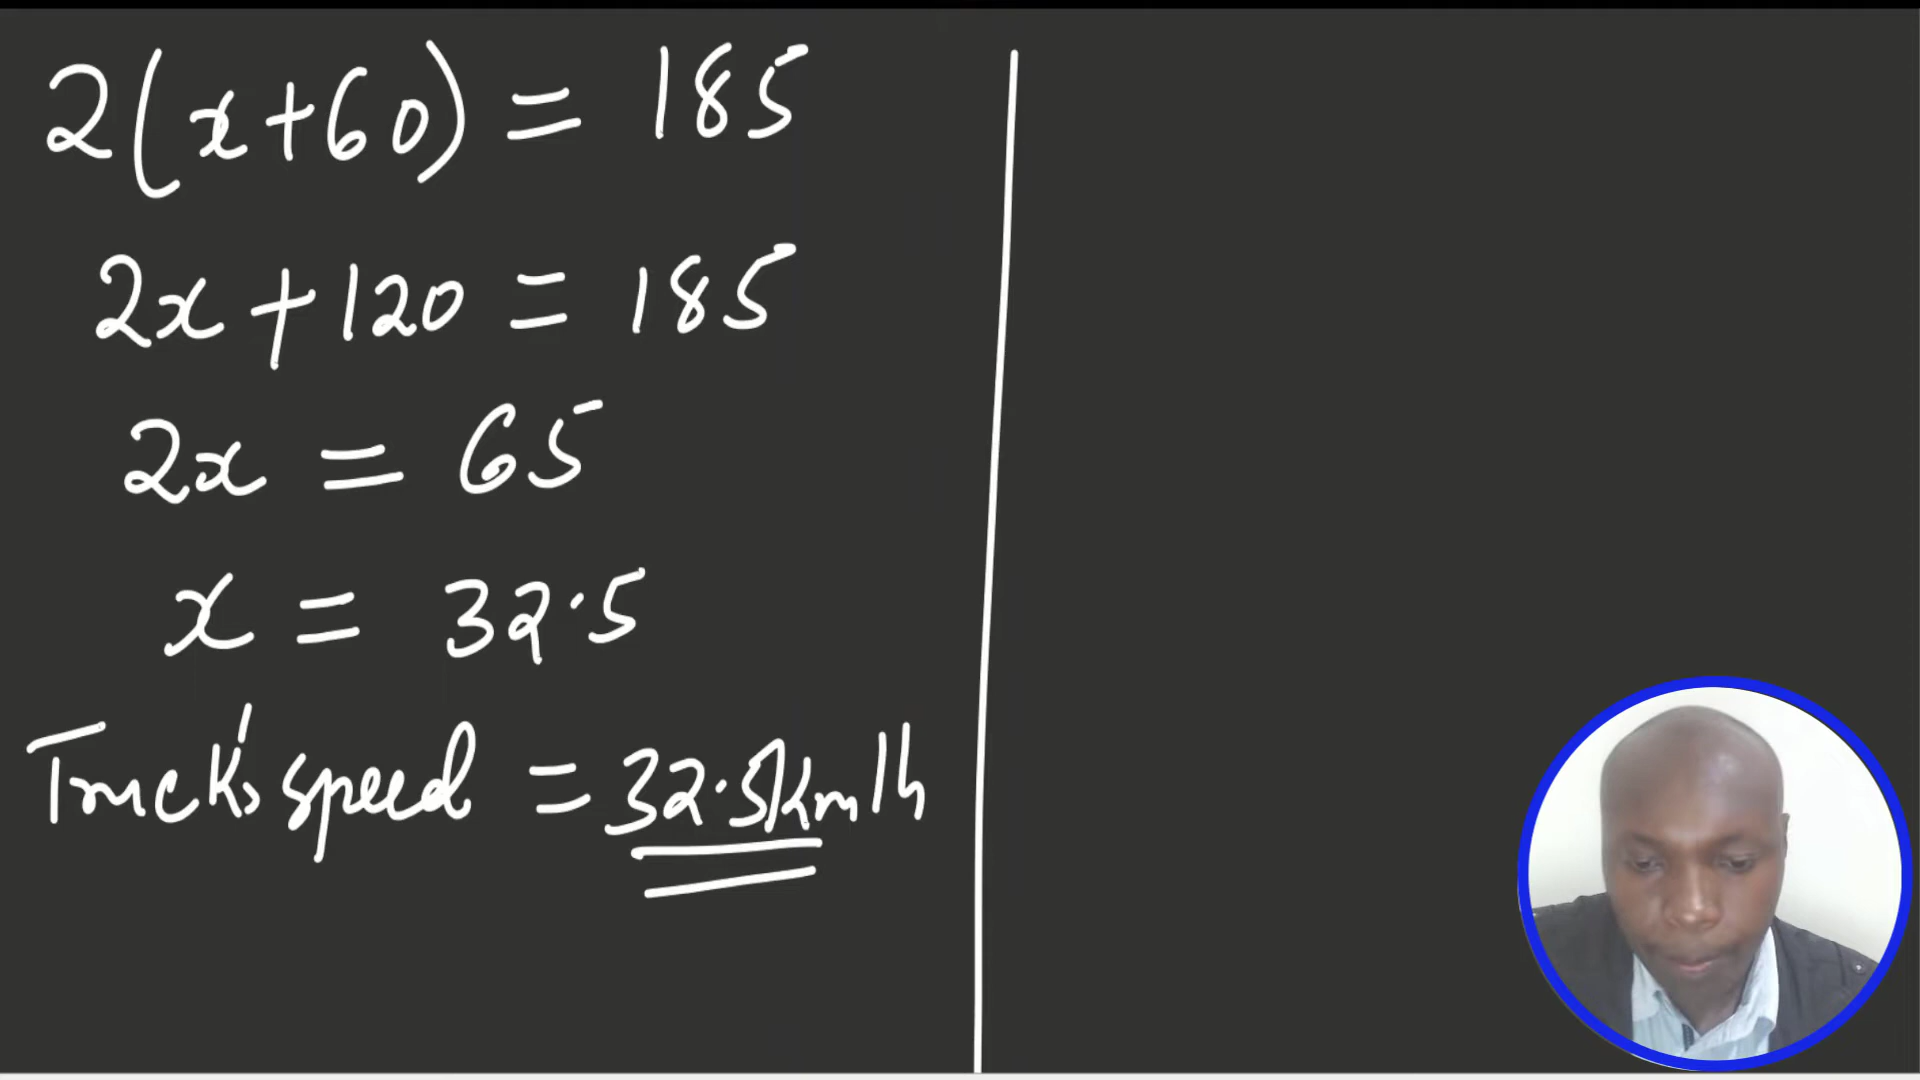 2(x+60) = 185
2x + 120 = 185
2x = 65
x = 32.5
Truck's speed = 32.5Km/h